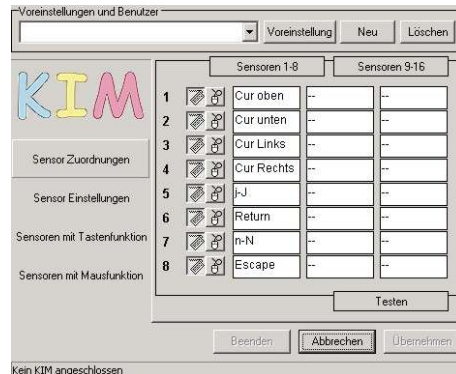 Voreinstellungen und Benutzer
Voreinstellung Neu Löschen
KIM
Sensoren 1-8 Sensoren 9-16
1 Cur oben -- --
2 Cur unten -- --
3 Cur Links -- --
4 Cur Rechts -- --
5 j-J -- --
6 Return -- --
7 n-N -- --
8 Escape -- --
Sensor Zuordnungen
Sensor Einstellungen
Sensoren mit Tastenfunktion
Sensoren mit Mausfunktion
Testen
Beenden Abbrechen Übernehmen
Kein KIM angeschlossen